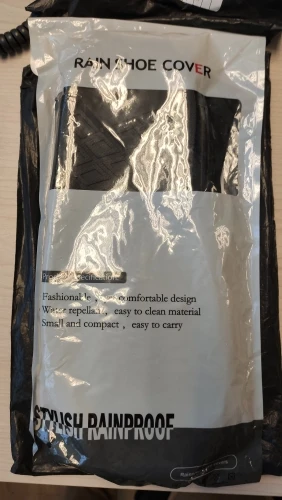 RAIN SHOE COVER
Fashionable comfortable design
Water repellant, easy to clean material
Small and compact , easy to carry
STYLISH RAINPROOF